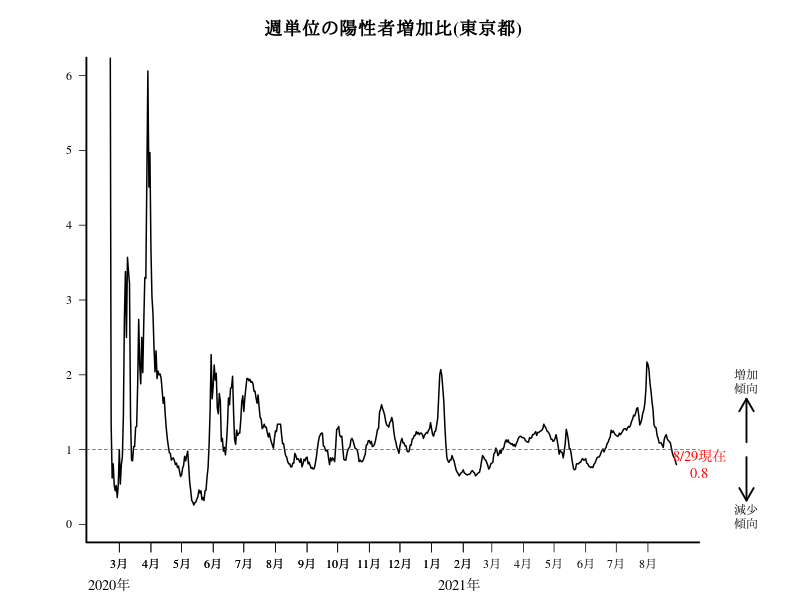 週単位の陽性者増加比(東京都)
6
5
4
3
2
1
0
増加
傾向
8/29現在
0.8
減少
傾向
3月 4月 5月 6月 7月 8月 9月 10月 11月 12月 1月 2月 3月 4月 5月 6月 7月 8月
2020年 2021年